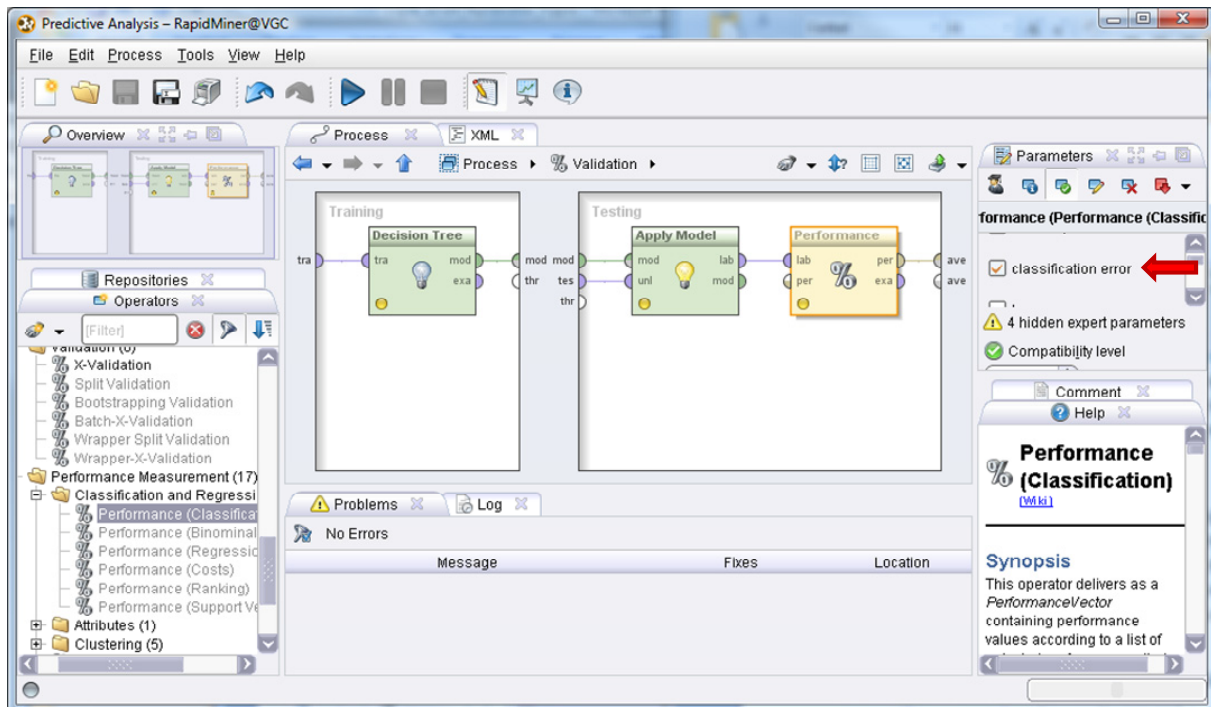 Predictive Analysis – RapidMiner@VGC
File Edit Process Tools View Help
Overview
Training
Testing
Repositories
Operators
[Filter]
X-Validation
Split Validation
Bootstrapping Validation
Batch-X-Validation
Wrapper Split Validation
Wrapper-X-Validation
Performance Measurement (17)
Classification and Regressi
Performance (Classifica
Performance (Binominal
Performance (Regressic
Performance (Costs)
Performance (Ranking)
Performance (Support Ve
Attributes (1)
Clustering (5)
Process XML
Process Validation
Training
Decision Tree
tra tra mod mod
exa thr
Testing
Apply Model Performance
mod mod lab lab per ave
tes unl mod per exa ave
thr
Problems Log
No Errors
Message Fixes Location
Parameters
formance (Performance (Classific
classification error
4 hidden expert parameters
Compatibility level
Comment
Help
Performance
(Classification)
(Wiki)
Synopsis
This operator delivers as a
PerformanceVector
containing performance
values according to a list of